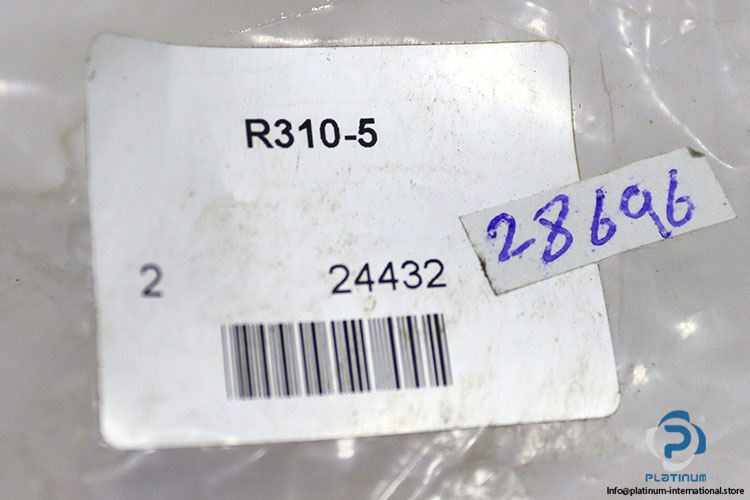 R310-5
28696
2 24432
PLATINUM
Info@platinum-international.store